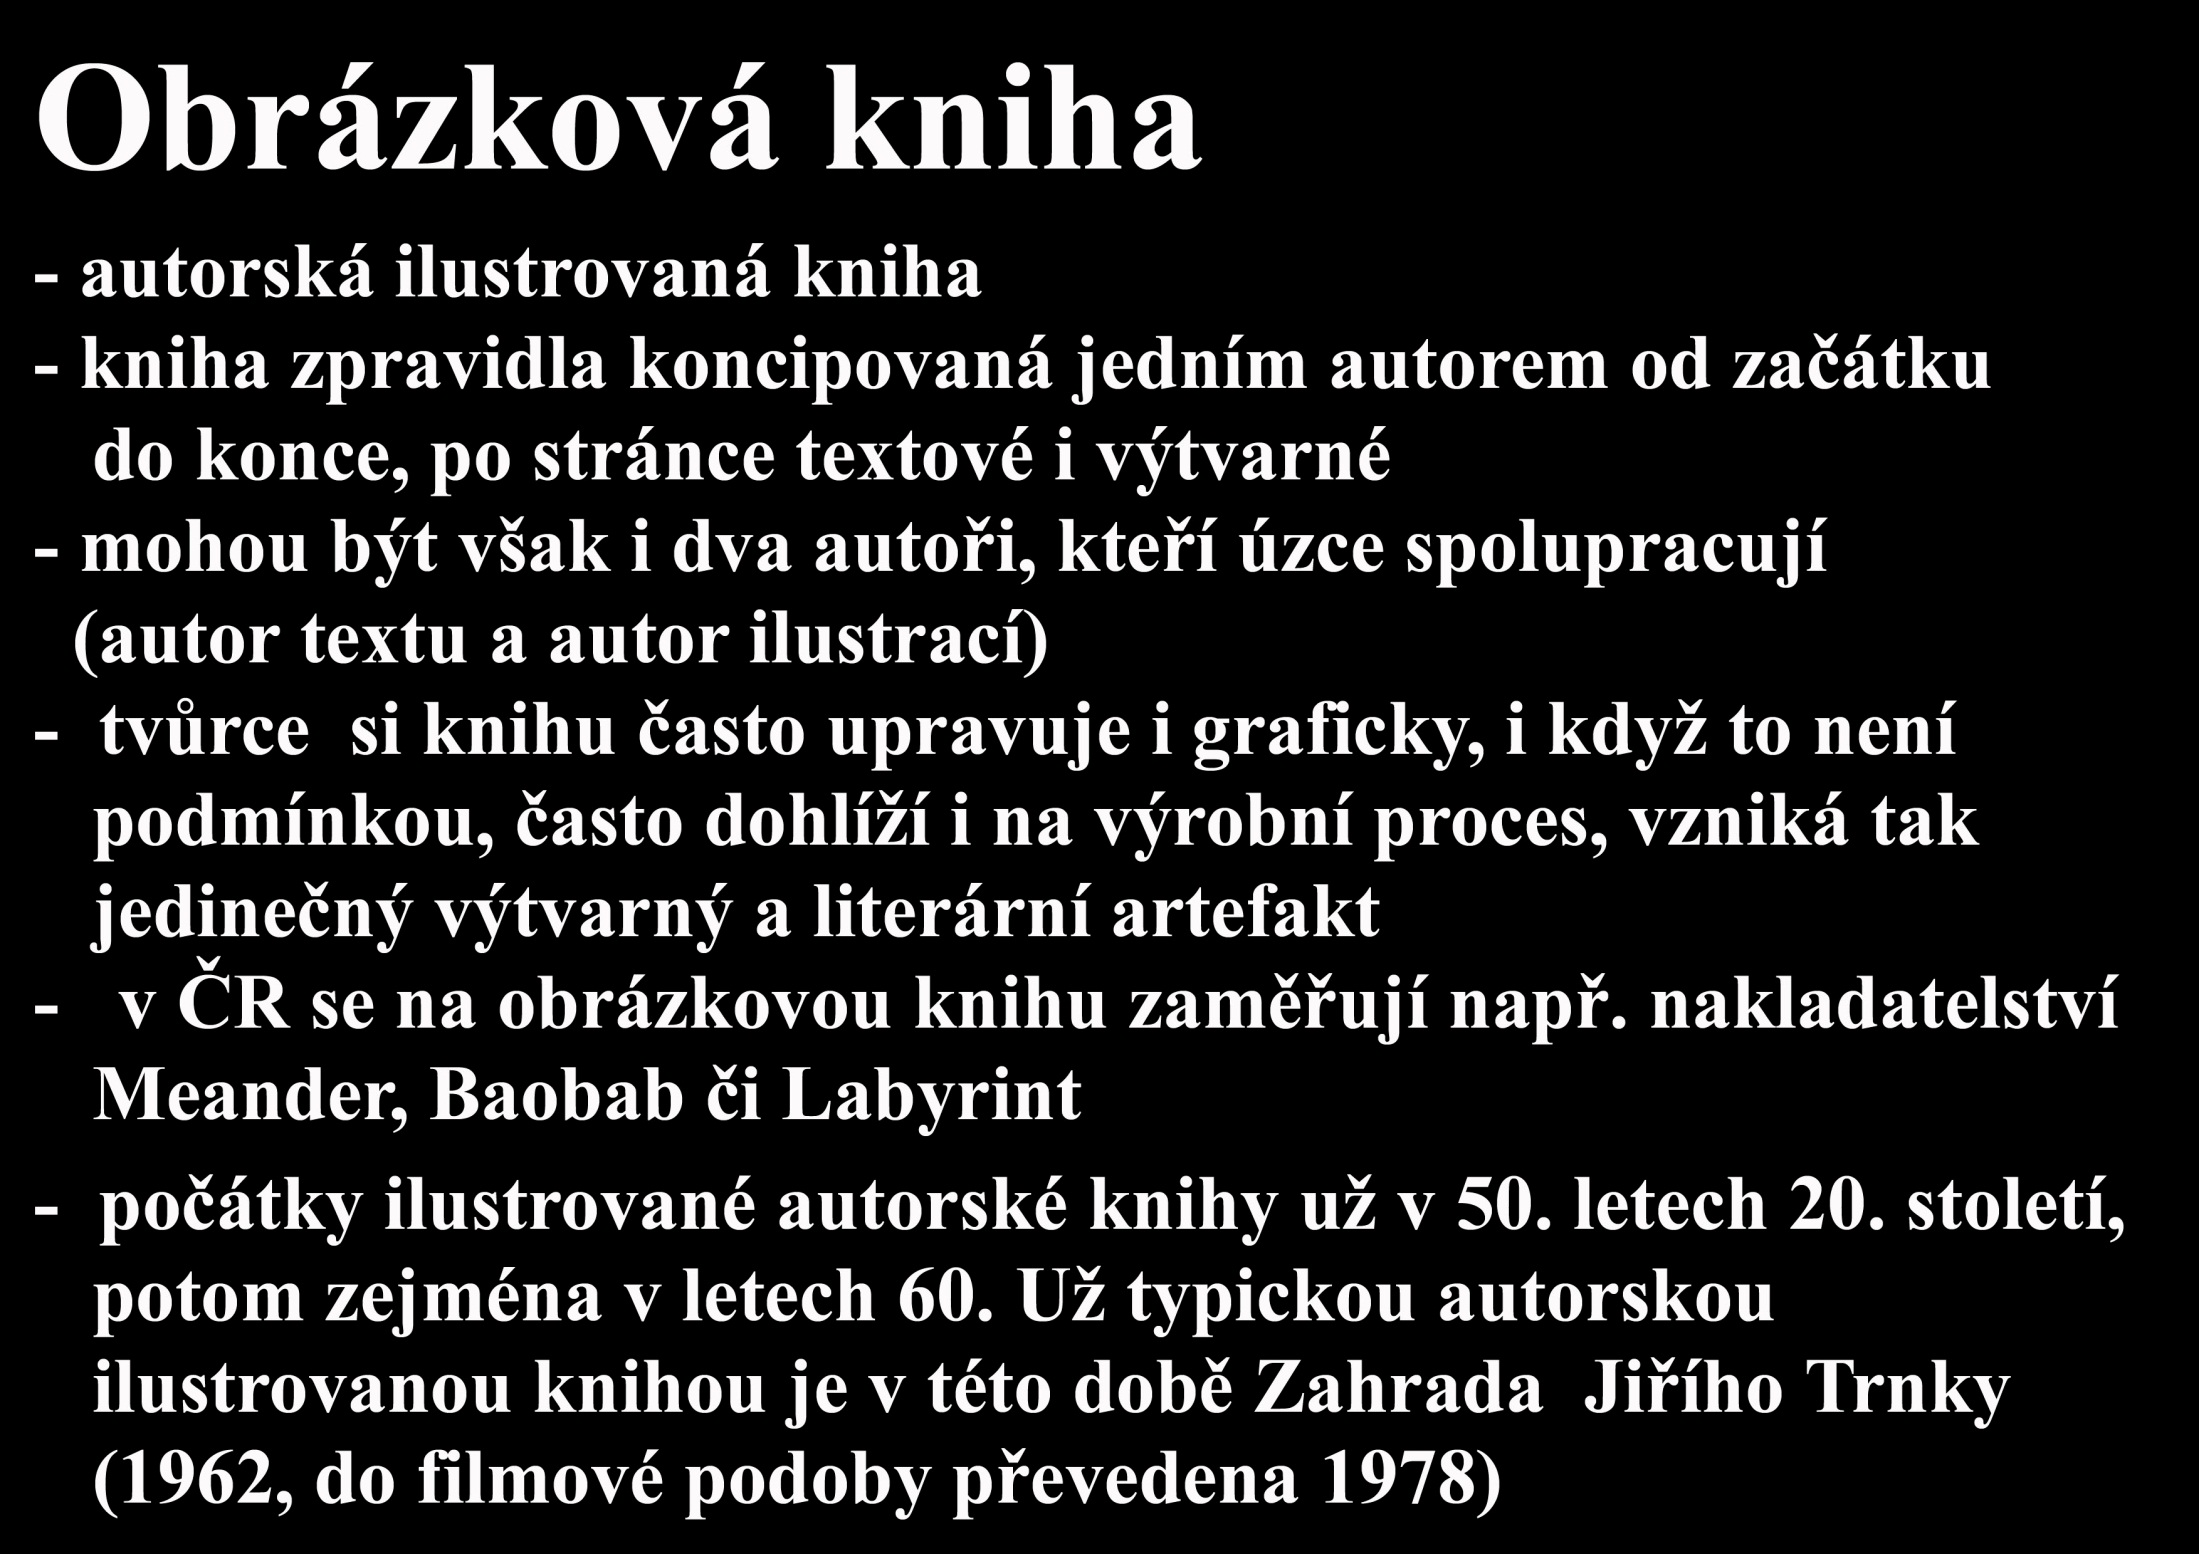 Obrázková kniha
- autorská ilustrovaná kniha
- kniha zpravidla koncipovaná jedním autorem od začátku
do konce, po stránce textové i výtvarné
- mohou být však i dva autoři, kteří úzce spolupracují
(autor textu a autor ilustrací)
- tvůrce  si knihu často upravuje i graficky, i když to není
podmínkou, často dohlíží i na výrobní proces, vzniká tak
jedinečný výtvarný a literární artefakt
- v ČR se na obrázkovou knihu zaměřují např. nakladatelství
Meander, Baobab či Labyrint
- počátky ilustrované autorské knihy už v 50. letech 20. století,
potom zejména v letech 60. Už typickou autorskou
ilustrovanou knihou je v této době Zahrada  Jiřího Trnky
(1962, do filmové podoby převedena 1978)